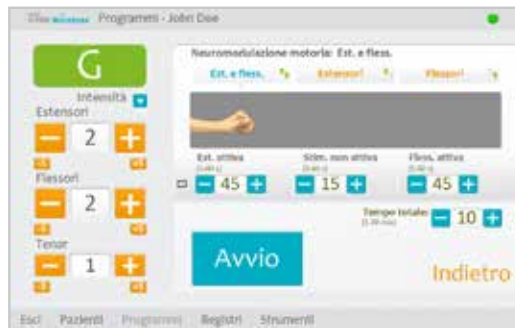 Programmi - John Doe
G
Intensità
Estensori
2
Flessori
2
Tenar
1
Neuromodulazione motoria: Est. e fless.
Est. e fless.
Estensori
Flessori
Est. attiva
Stim. non attiva
Fless. attiva
45
15
45
Tempo totale:
10
Avvio
Indietro
Esci Pazienti Programmi Registri Strumenti